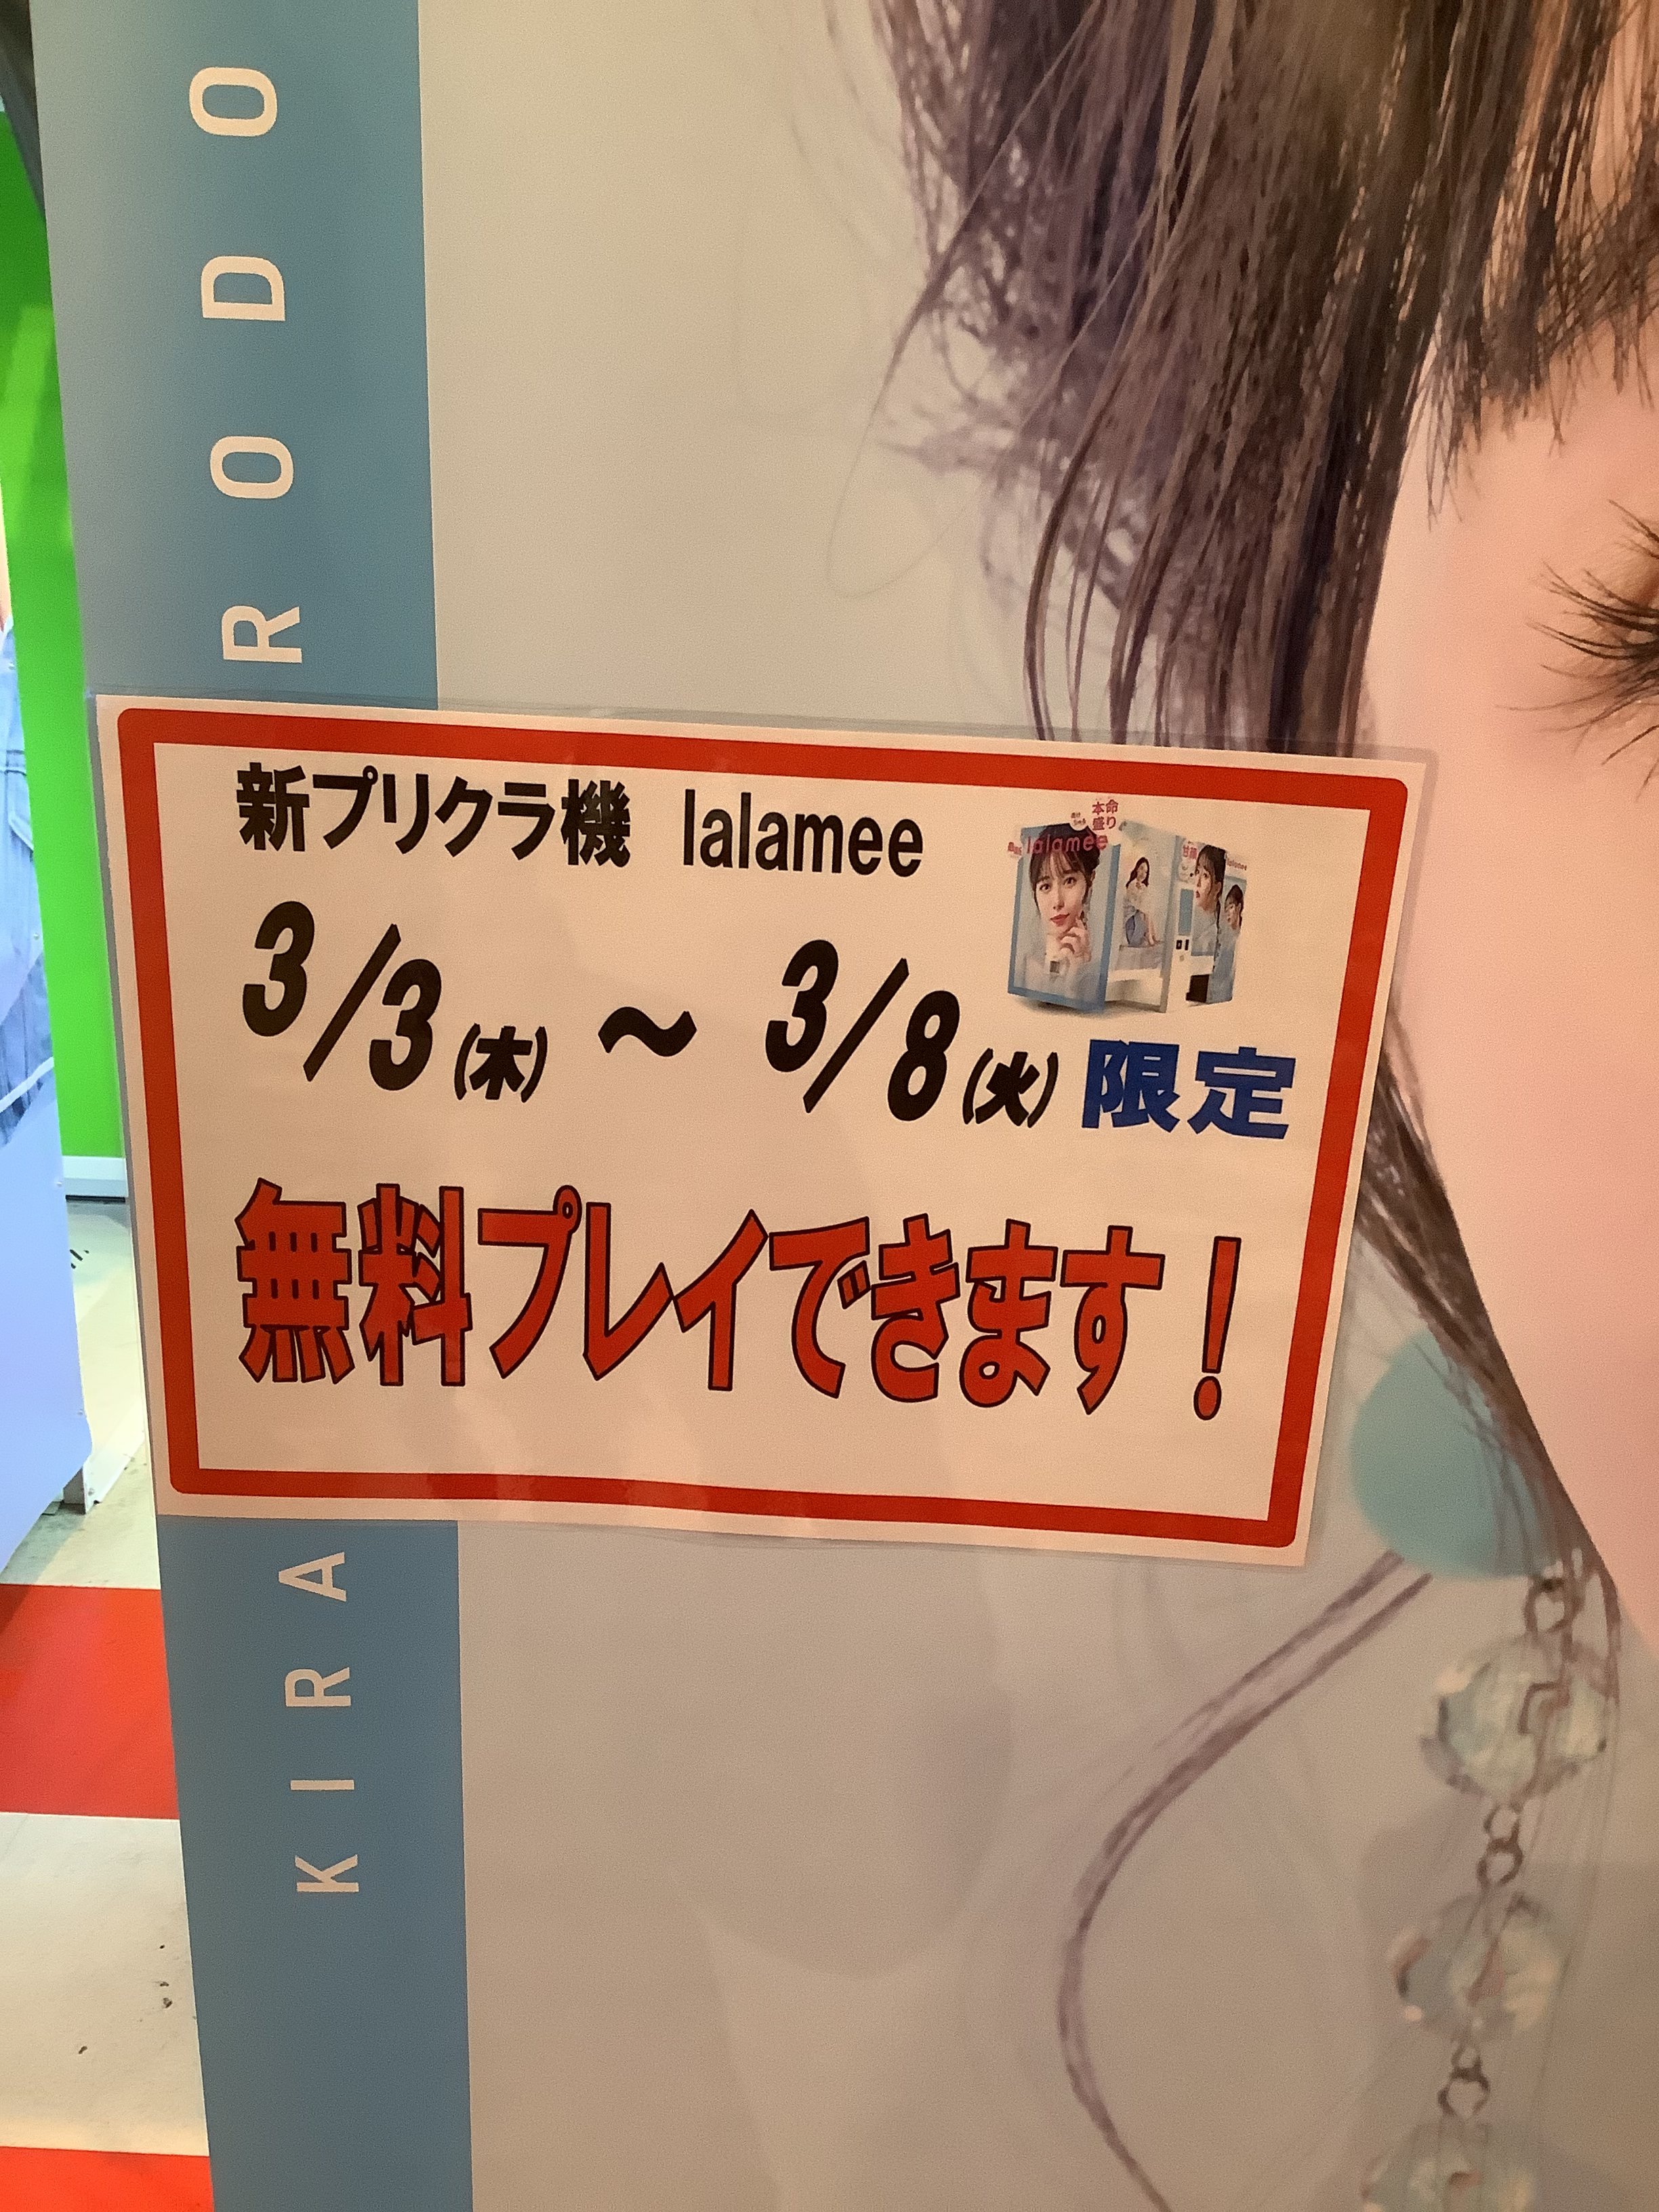 新プリクラ機 lalamee
本命
盛り
lalamee
lalamee
3/3(木) ~ 3/8(火) 限定
無料プレイできます!
KIRA
RODO